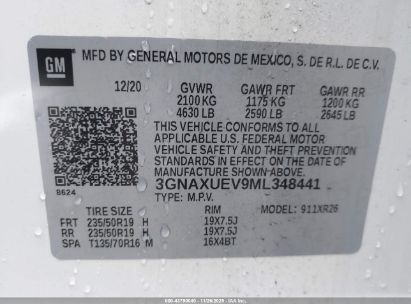 GM
MFD BY GENERAL MOTORS DE MEXICO, S. DE R.L. DE C.V.
12/20 GVWR GAWR FRT GAWR RR
2100 KG 1175 KG 1200 KG
4630 LB 2590 LB 2645 LB
THIS VEHICLE CONFORMS TO ALL
APPLICABLE U.S. FEDERAL MOTOR
VEHICLE SAFETY AND THEFT
PREVENTION STANDARDS IN EFFECT
ON THE DATE OF MANUFACTURE
SHOWN ABOVE.
3GNAXUEV9ML348441
TYPE: M.P.V.
8624
TIRE SIZE RIM MODEL: 911XR26
FRT 235/50R19 H 19X7.5J
RR 235/50R19 H 19X7.5J
SPA T135/70R16 M 16X4BT